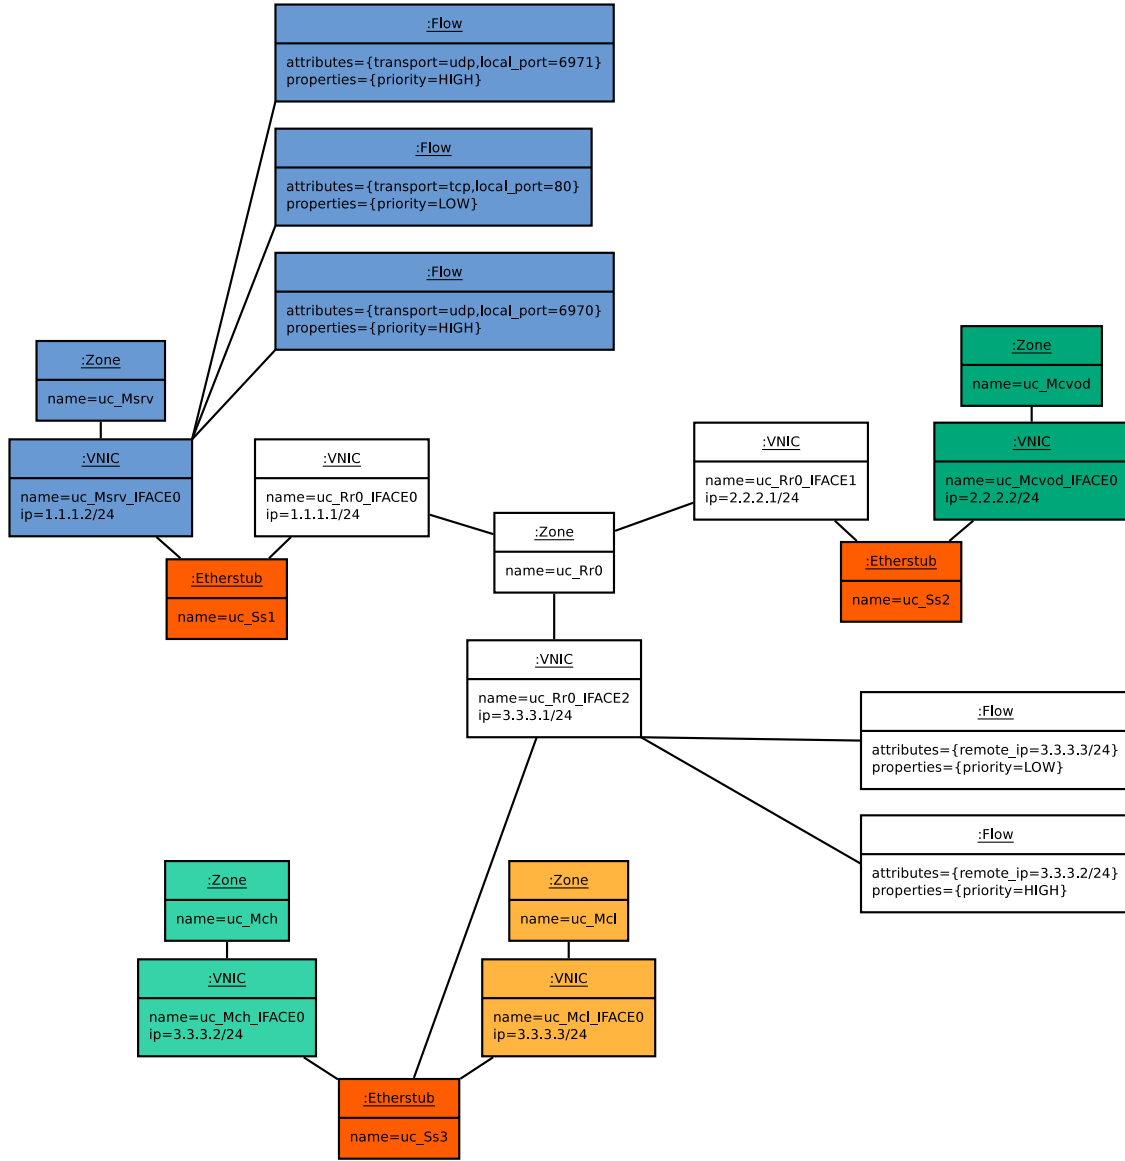 :Flow
attributes={transport=udp,local_port=6971}
properties={priority=HIGH}
:Flow
attributes={transport=tcp,local_port=80}
properties={priority=LOW}
:Flow
attributes={transport=udp,local_port=6970}
properties={priority=HIGH}
:Zone
name=uc_Msrv
:Zone
name=uc_Mcvod
:VNIC
name=uc_Msrv_IFACE0
ip=1.1.1.2/24
:VNIC
name=uc_Rr0_IFACE0
ip=1.1.1.1/24
:VNIC
name=uc_Rr0_IFACE1
ip=2.2.2.1/24
:VNIC
name=uc_Mcvod_IFACE0
ip=2.2.2.2/24
:Zone
name=uc_Rr0
:Etherstub
name=uc_Ss1
:Etherstub
name=uc_Ss2
:VNIC
name=uc_Rr0_IFACE2
ip=3.3.3.1/24
:Flow
attributes={remote_ip=3.3.3.3/24}
properties={priority=LOW}
:Flow
attributes={remote_ip=3.3.3.2/24}
properties={priority=HIGH}
:Zone
name=uc_Mch
:Zone
name=uc_Mcl
:VNIC
name=uc_Mch_IFACE0
ip=3.3.3.2/24
:VNIC
name=uc_Mcl_IFACE0
ip=3.3.3.3/24
:Etherstub
name=uc_Ss3